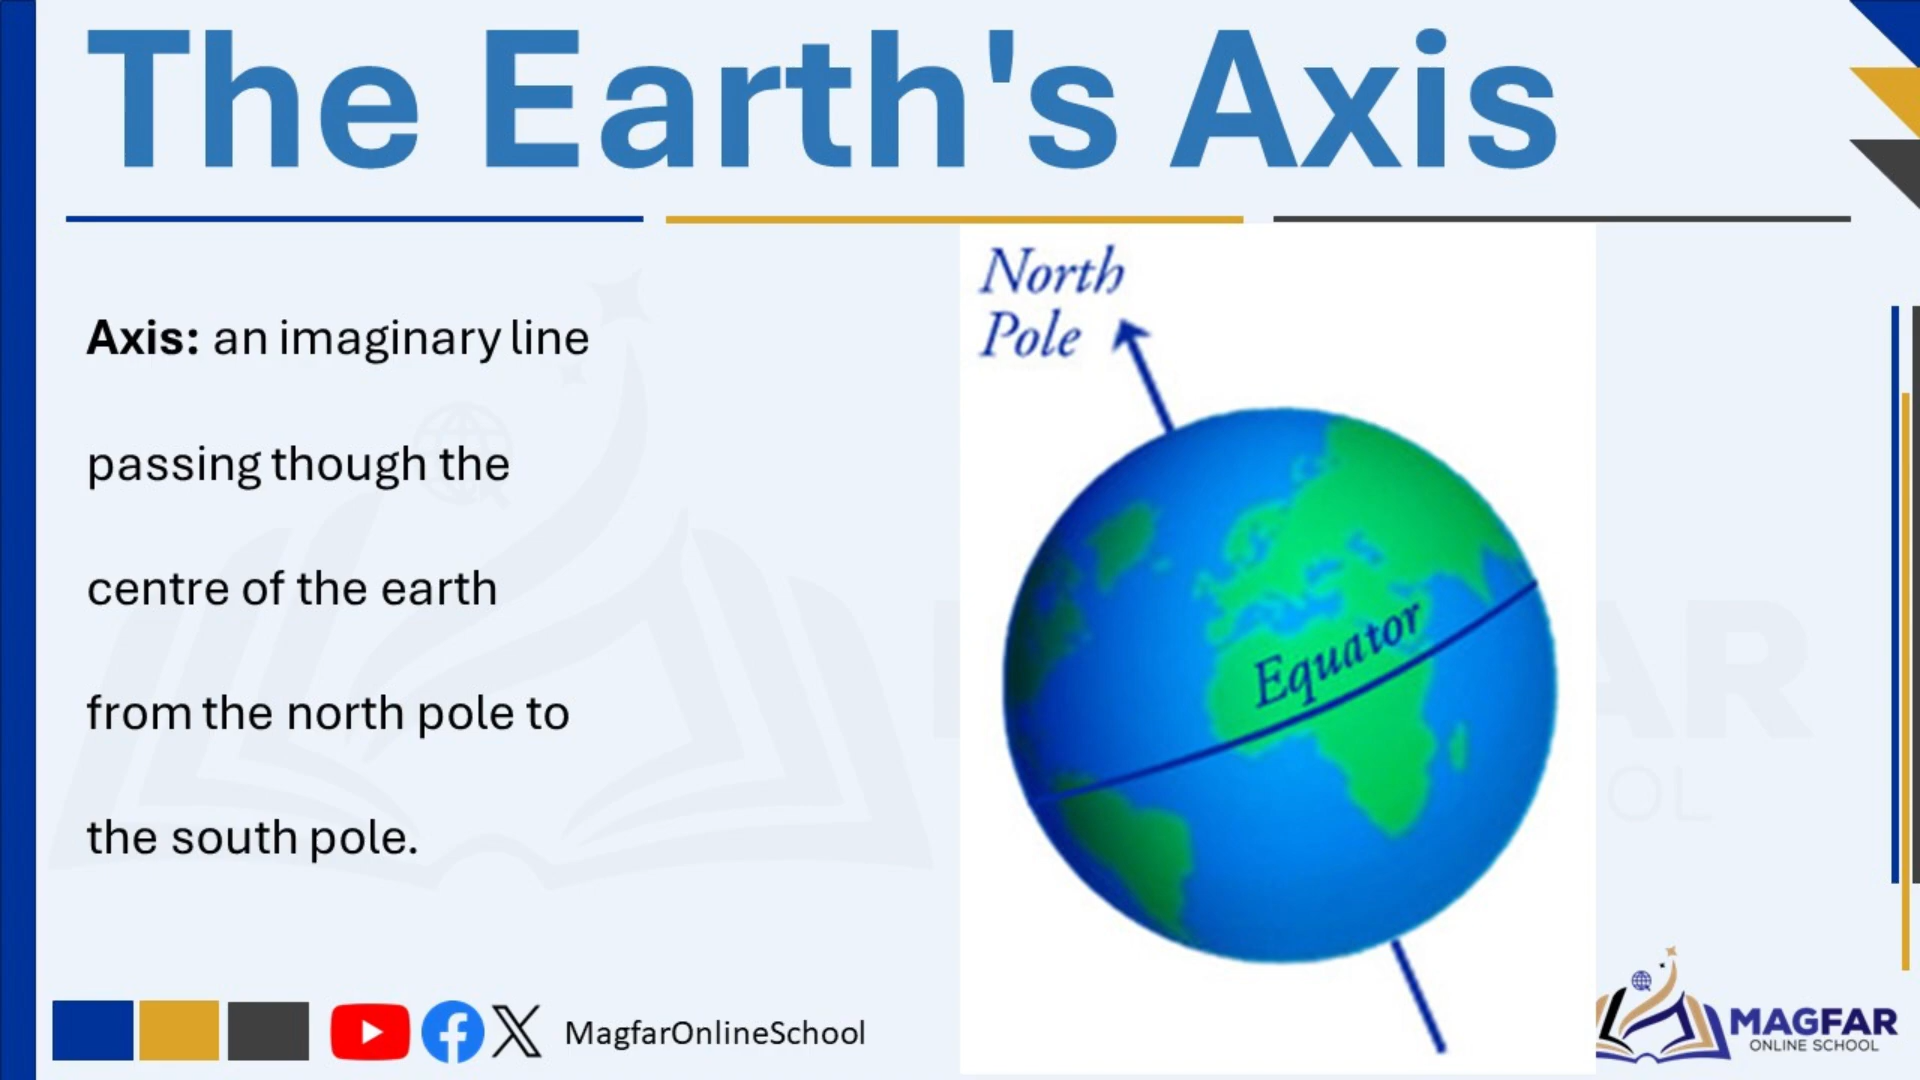 The Earth's Axis
Axis: an imaginary line
passing though the
centre of the earth
from the north pole to
the south pole.
North
Pole
Equator
MagfarOnlineSchool
MAGFAR
ONLINE SCHOOL